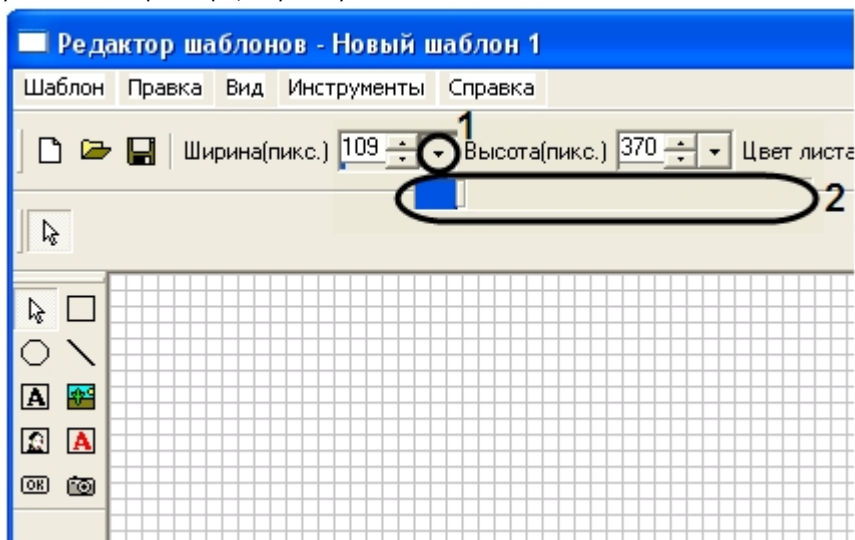 Редактор шаблонов - Новый шаблон 1
Шаблон Правка Вид Инструменты Справка
1
Ширина(пикс.) 109 Высота(пикс.) 370 Цвет листа
2
A
A
OK